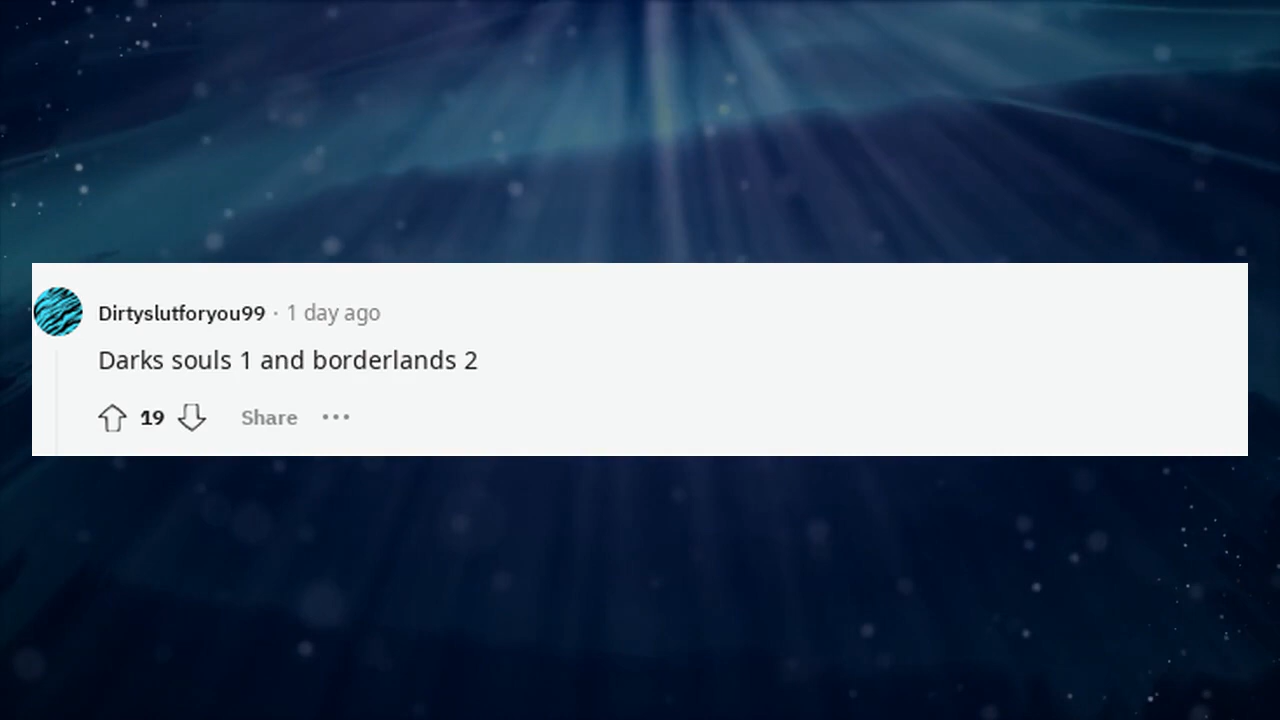 Dirtyslutforyou99 · 1 day ago
Darks souls 1 and borderlands 2
19 Share ...